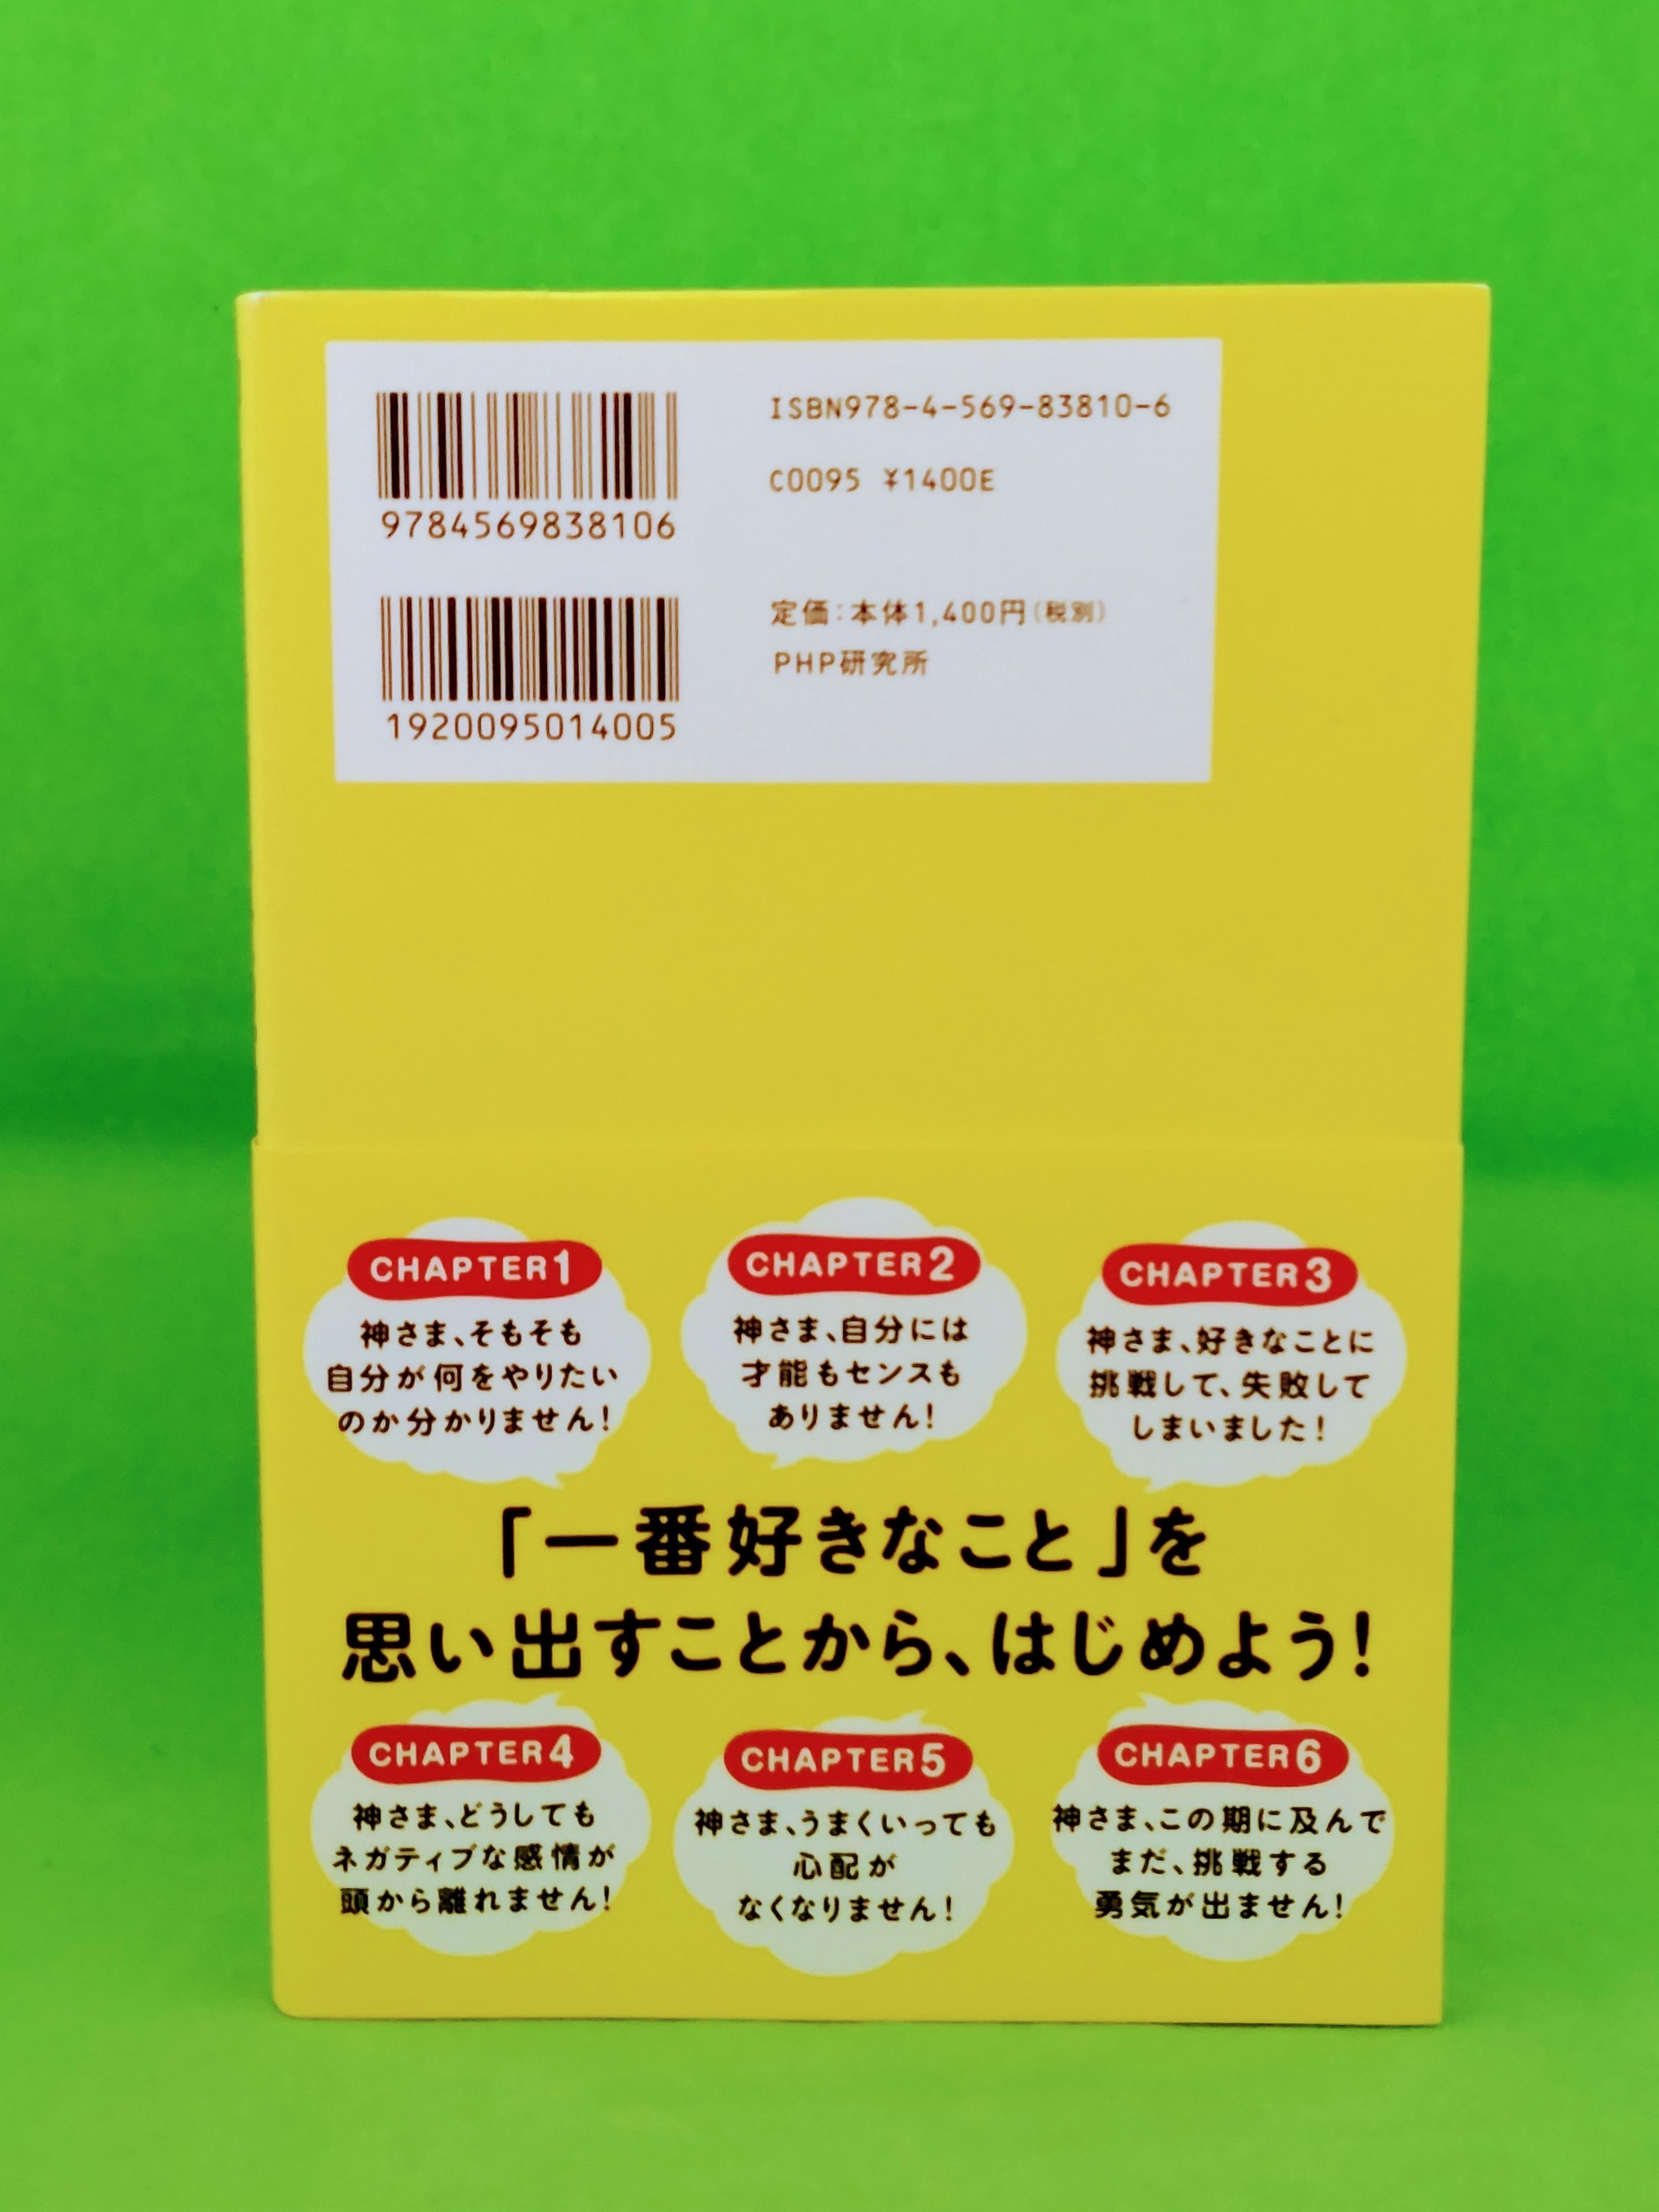 ISBN978-4-569-83810-6
C0095 ¥1400E
9784569838106
定価:本体1,400円(税別)
PHP研究所
1920095014005
CHAPTER1
神さま、そもそも
自分が何をやりたい
のか分かりません!
CHAPTER2
神さま、自分には
才能もセンスも
ありません!
CHAPTER3
神さま、好きなことに
挑戦して、失敗して
しまいました!
「一番好きなこと」を
思い出すことから、はじめよう!
CHAPTER4
神さま、どうしても
ネガティブな感情が
頭から離れません!
CHAPTER5
神さま、うまくいっても
心配が
なくなりません!
CHAPTER6
神さま、この期に及んで
まだ、挑戦する
勇気が出ません!